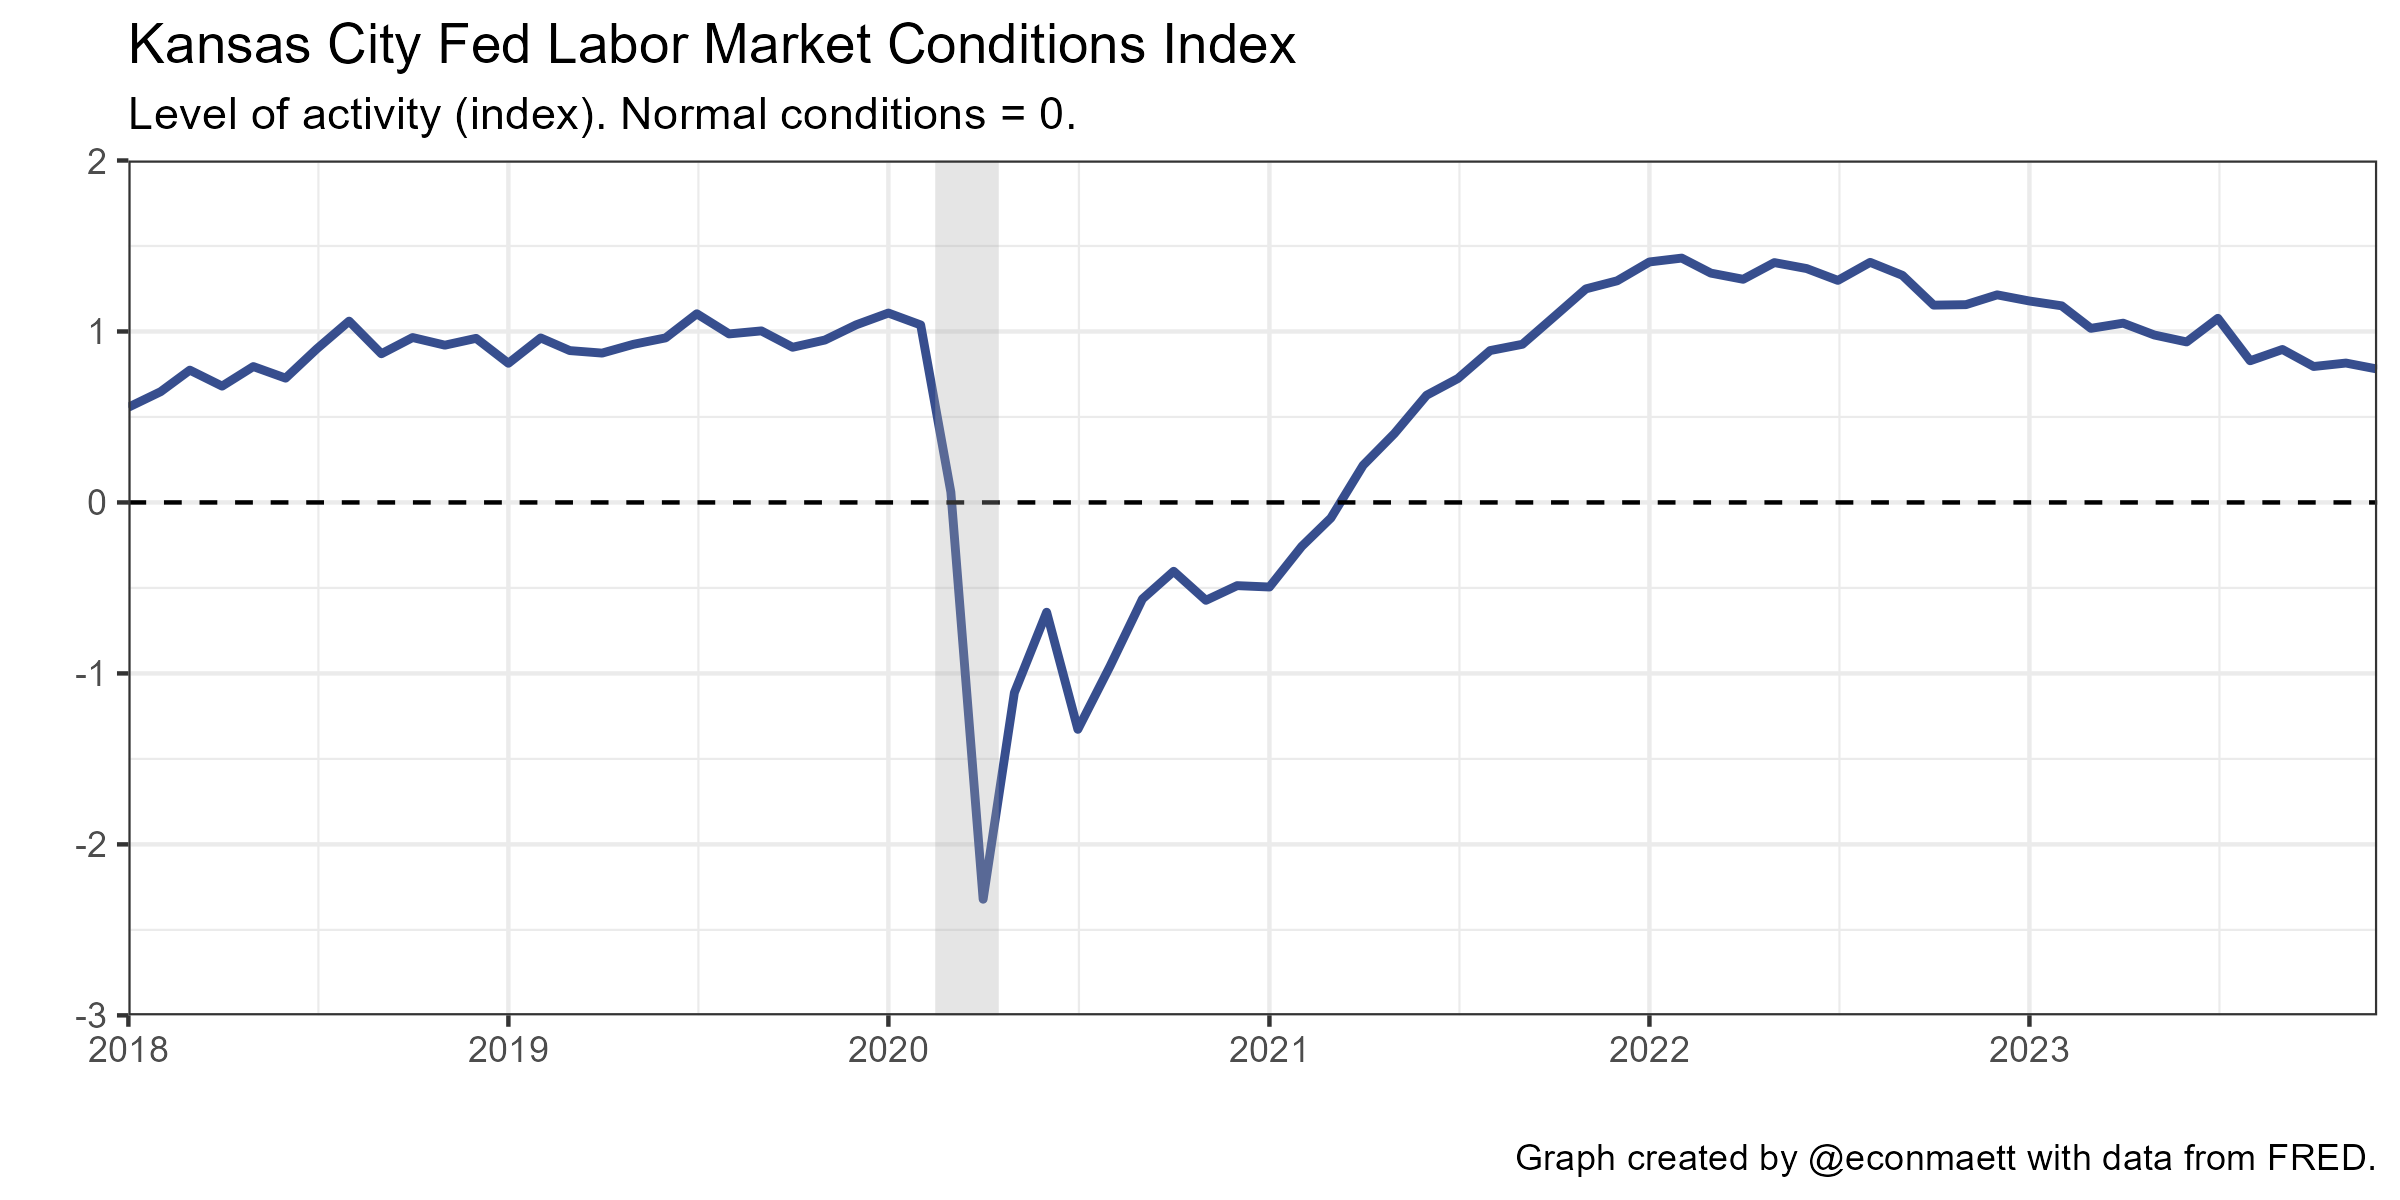 Kansas City Fed Labor Market Conditions Index
Level of activity (index). Normal conditions = 0.
2
1
0
-1
-2
-3
2018 2019 2020 2021 2022 2023
Graph created by @econmaett with data from FRED.